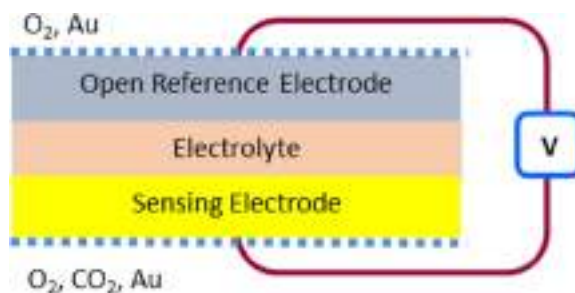 O₂, Au
Open Reference Electrode
Electrolyte
V
Sensing Electrode
O₂, CO₂, Au